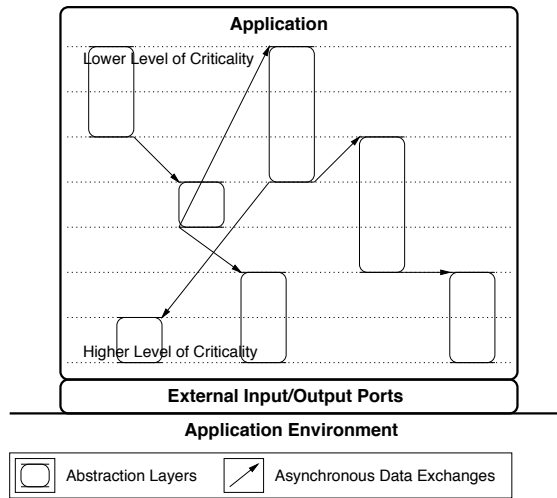 Application
Lower Level of Criticality
Higher Level of Criticality
External Input/Output Ports
Application Environment
Abstraction Layers
Asynchronous Data Exchanges